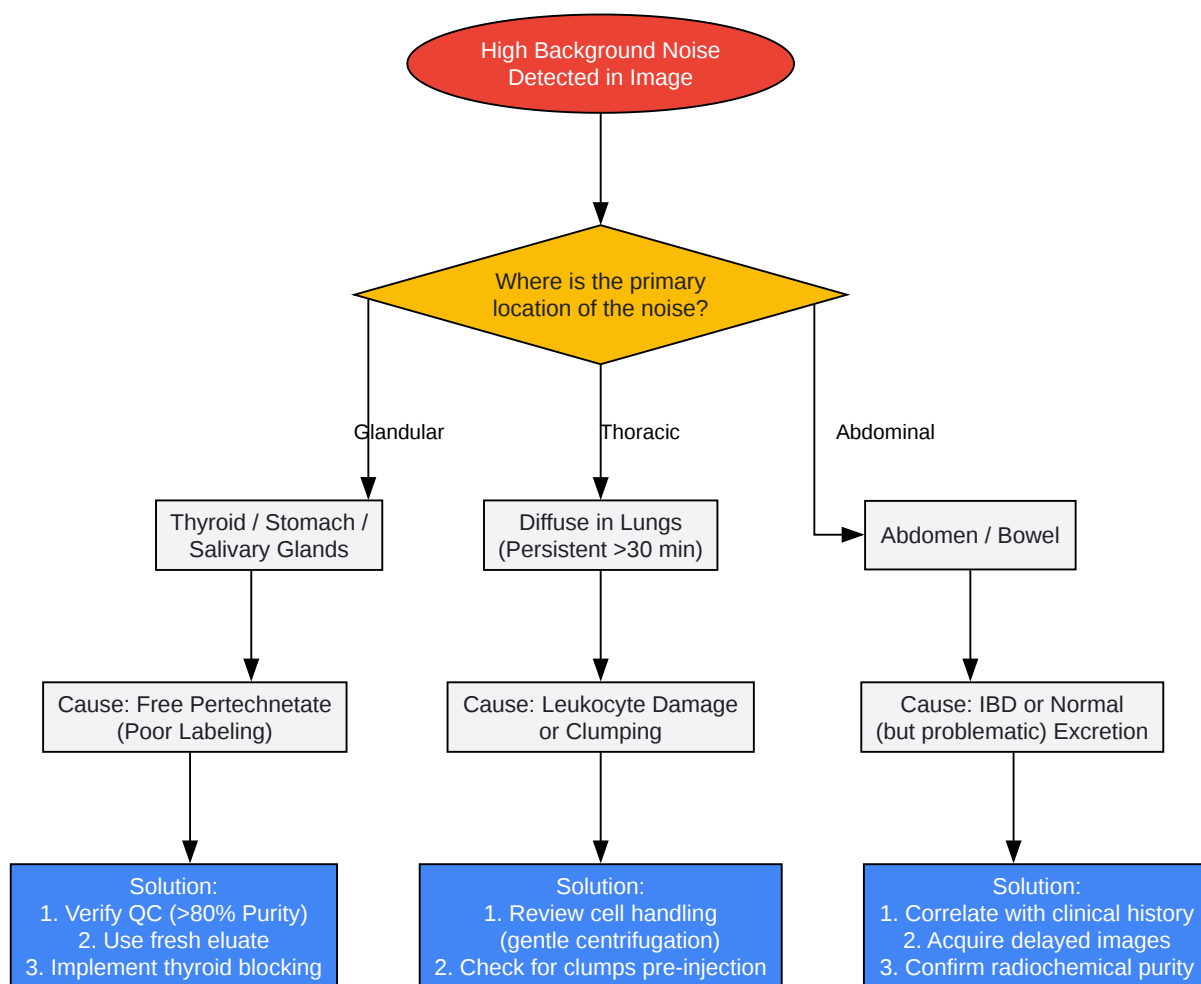 High Background Noise
Detected in Image
Where is the primary
location of the noise?
Glandular
Thoracic
Abdominal
Thyroid / Stomach /
Salivary Glands
Diffuse in Lungs
(Persistent >30 min)
Abdomen / Bowel
Cause: Free Pertechnetate
(Poor Labeling)
Cause: Leukocyte Damage
or Clumping
Cause: IBD or Normal
(but problematic) Excretion
Solution:
1. Verify QC (>80% Purity)
2. Use fresh eluate
3. Implement thyroid blocking
Solution:
1. Review cell handling
(gentle centrifugation)
2. Check for clumps pre-injection
Solution:
1. Correlate with clinical history
2. Acquire delayed images
3. Confirm radiochemical purity